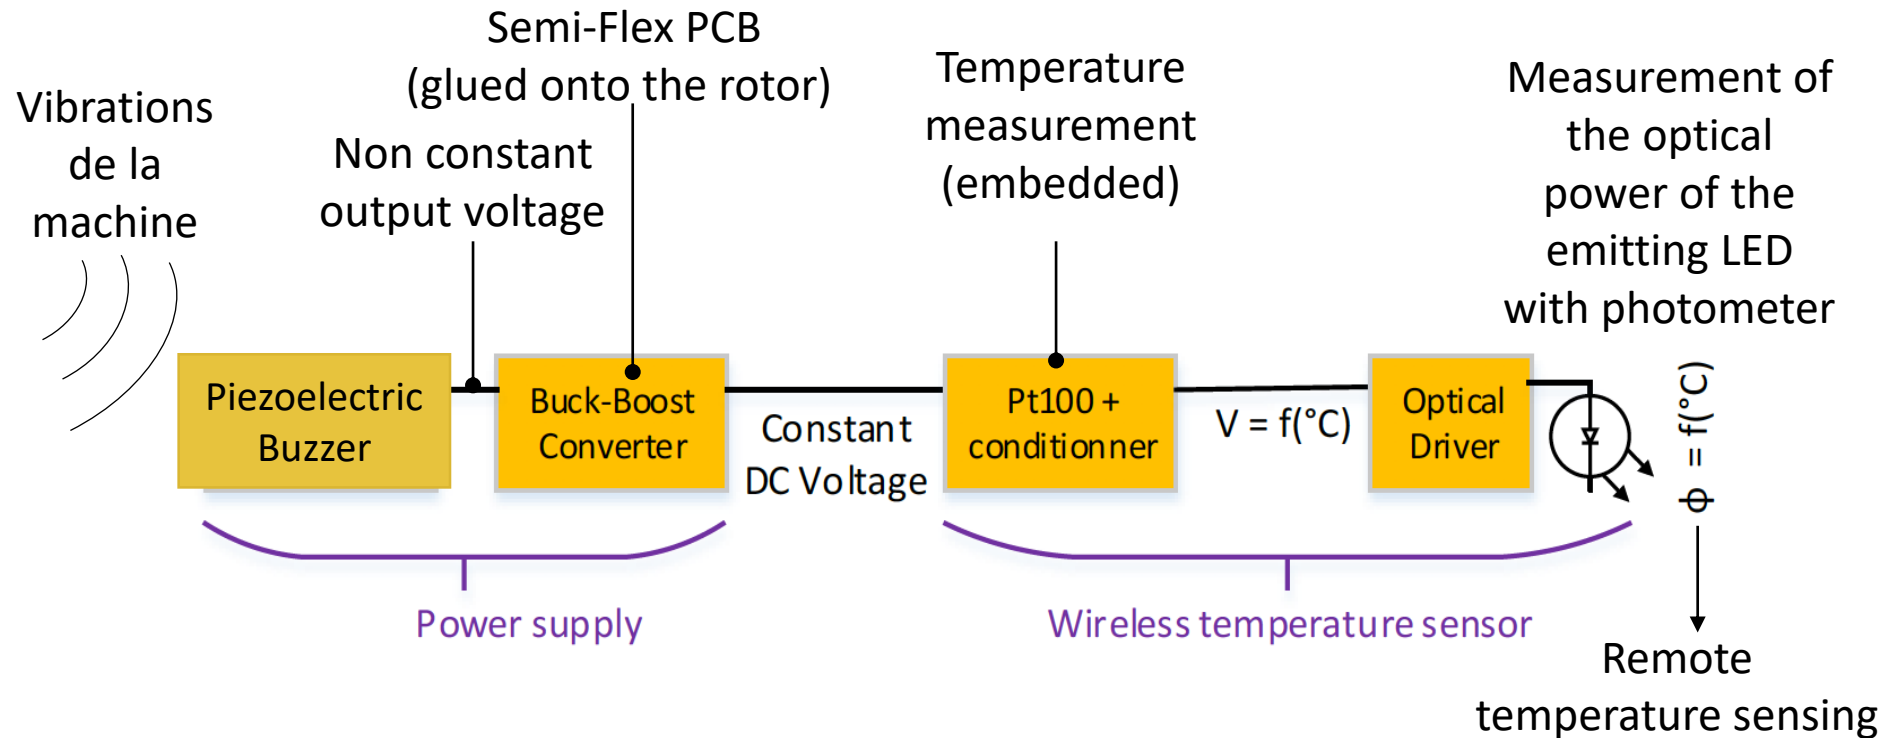 Semi-Flex PCB
(glued onto the rotor)
Vibrations
de la
machine
Non constant
output voltage
Temperature
measurement
(embedded)
Measurement of
the optical
power of the
emitting LED
with photometer
Piezoelectric
Buzzer
Buck-Boost
Converter
Constant
DC Voltage
Pt100 +
conditionner
V = f(°C)
Optical
Driver
ϕ = f(°C)
Power supply
Wireless temperature sensor
Remote
temperature sensing